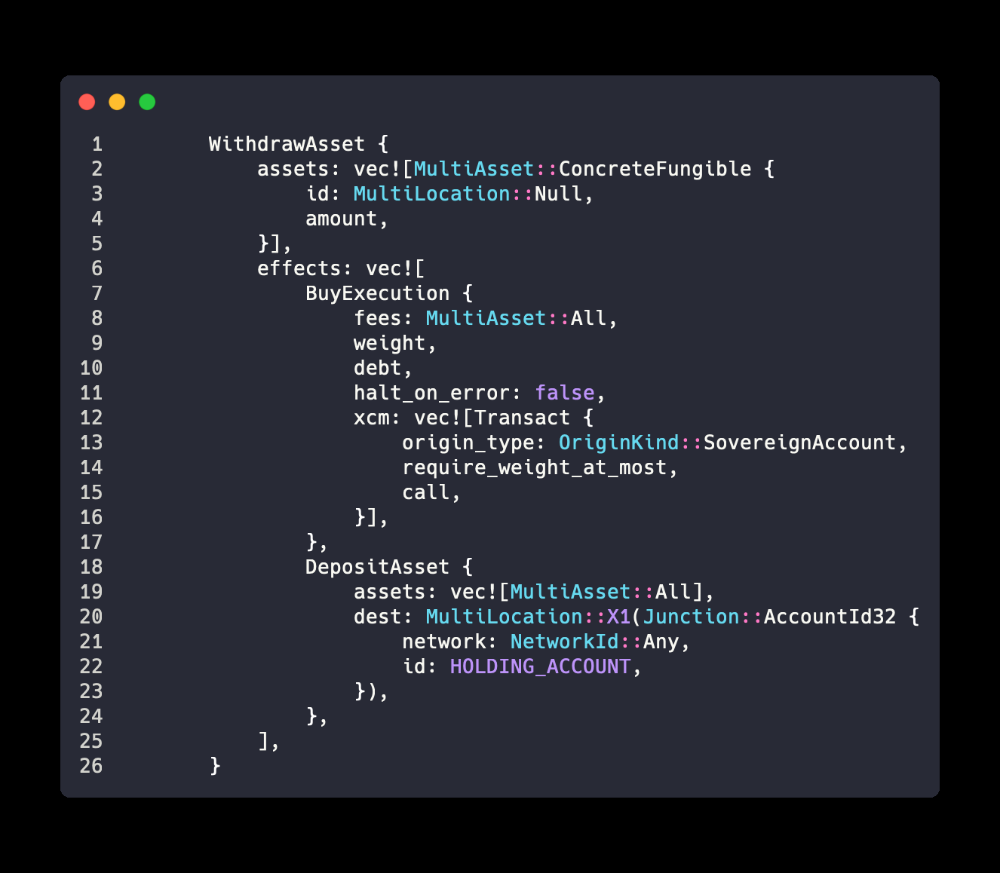 1 WithdrawAsset {
2 assets: vec![MultiAsset::ConcreteFungible {
3 id: MultiLocation::Null,
4 amount,
5 }],
6 effects: vec![
7 BuyExecution {
8 fees: MultiAsset::All,
9 weight,
10 debt,
11 halt_on_error: false,
12 xcm: vec![Transact {
13 origin_type: OriginKind::SovereignAccount,
14 require_weight_at_most,
15 call,
16 }],
17 },
18 DepositAsset {
19 assets: vec![MultiAsset::All],
20 dest: MultiLocation::X1(Junction::AccountId32 {
21 network: NetworkId::Any,
22 id: HOLDING_ACCOUNT,
23 }),
24 },
25 ],
26 }